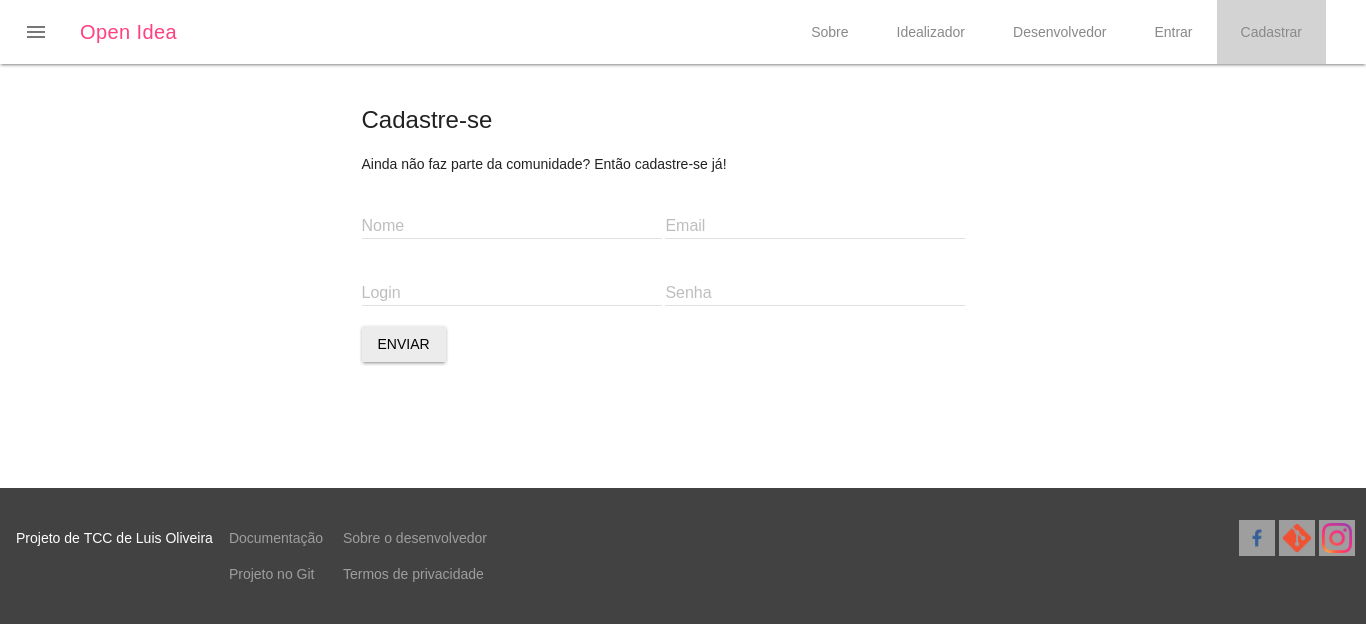 Open Idea
Sobre Idealizador Desenvolvedor Entrar Cadastrar
Cadastre-se
Ainda não faz parte da comunidade? Então cadastre-se já!
Nome Email
Login Senha
ENVIAR
Projeto de TCC de Luis Oliveira Documentação Sobre o desenvolvedor
Projeto no Git Termos de privacidade